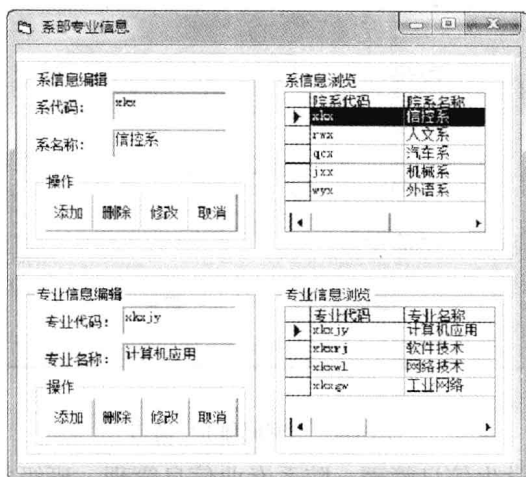 系部专业信息
系信息编辑
系代码: xkx
系名称: 信控系
操作
添加 删除 修改 取消
系信息浏览
院系代码 院系名称
xkx 信控系
rwx 人文系
qcx 汽车系
jxx 机械系
wyx 外语系
专业信息编辑
专业代码: xkxjy
专业名称: 计算机应用
操作
添加 删除 修改 取消
专业信息浏览
专业代码 专业名称
xkxjy 计算机应用
xkxrj 软件技术
xkxwl 网络技术
xkxgw 工业网络